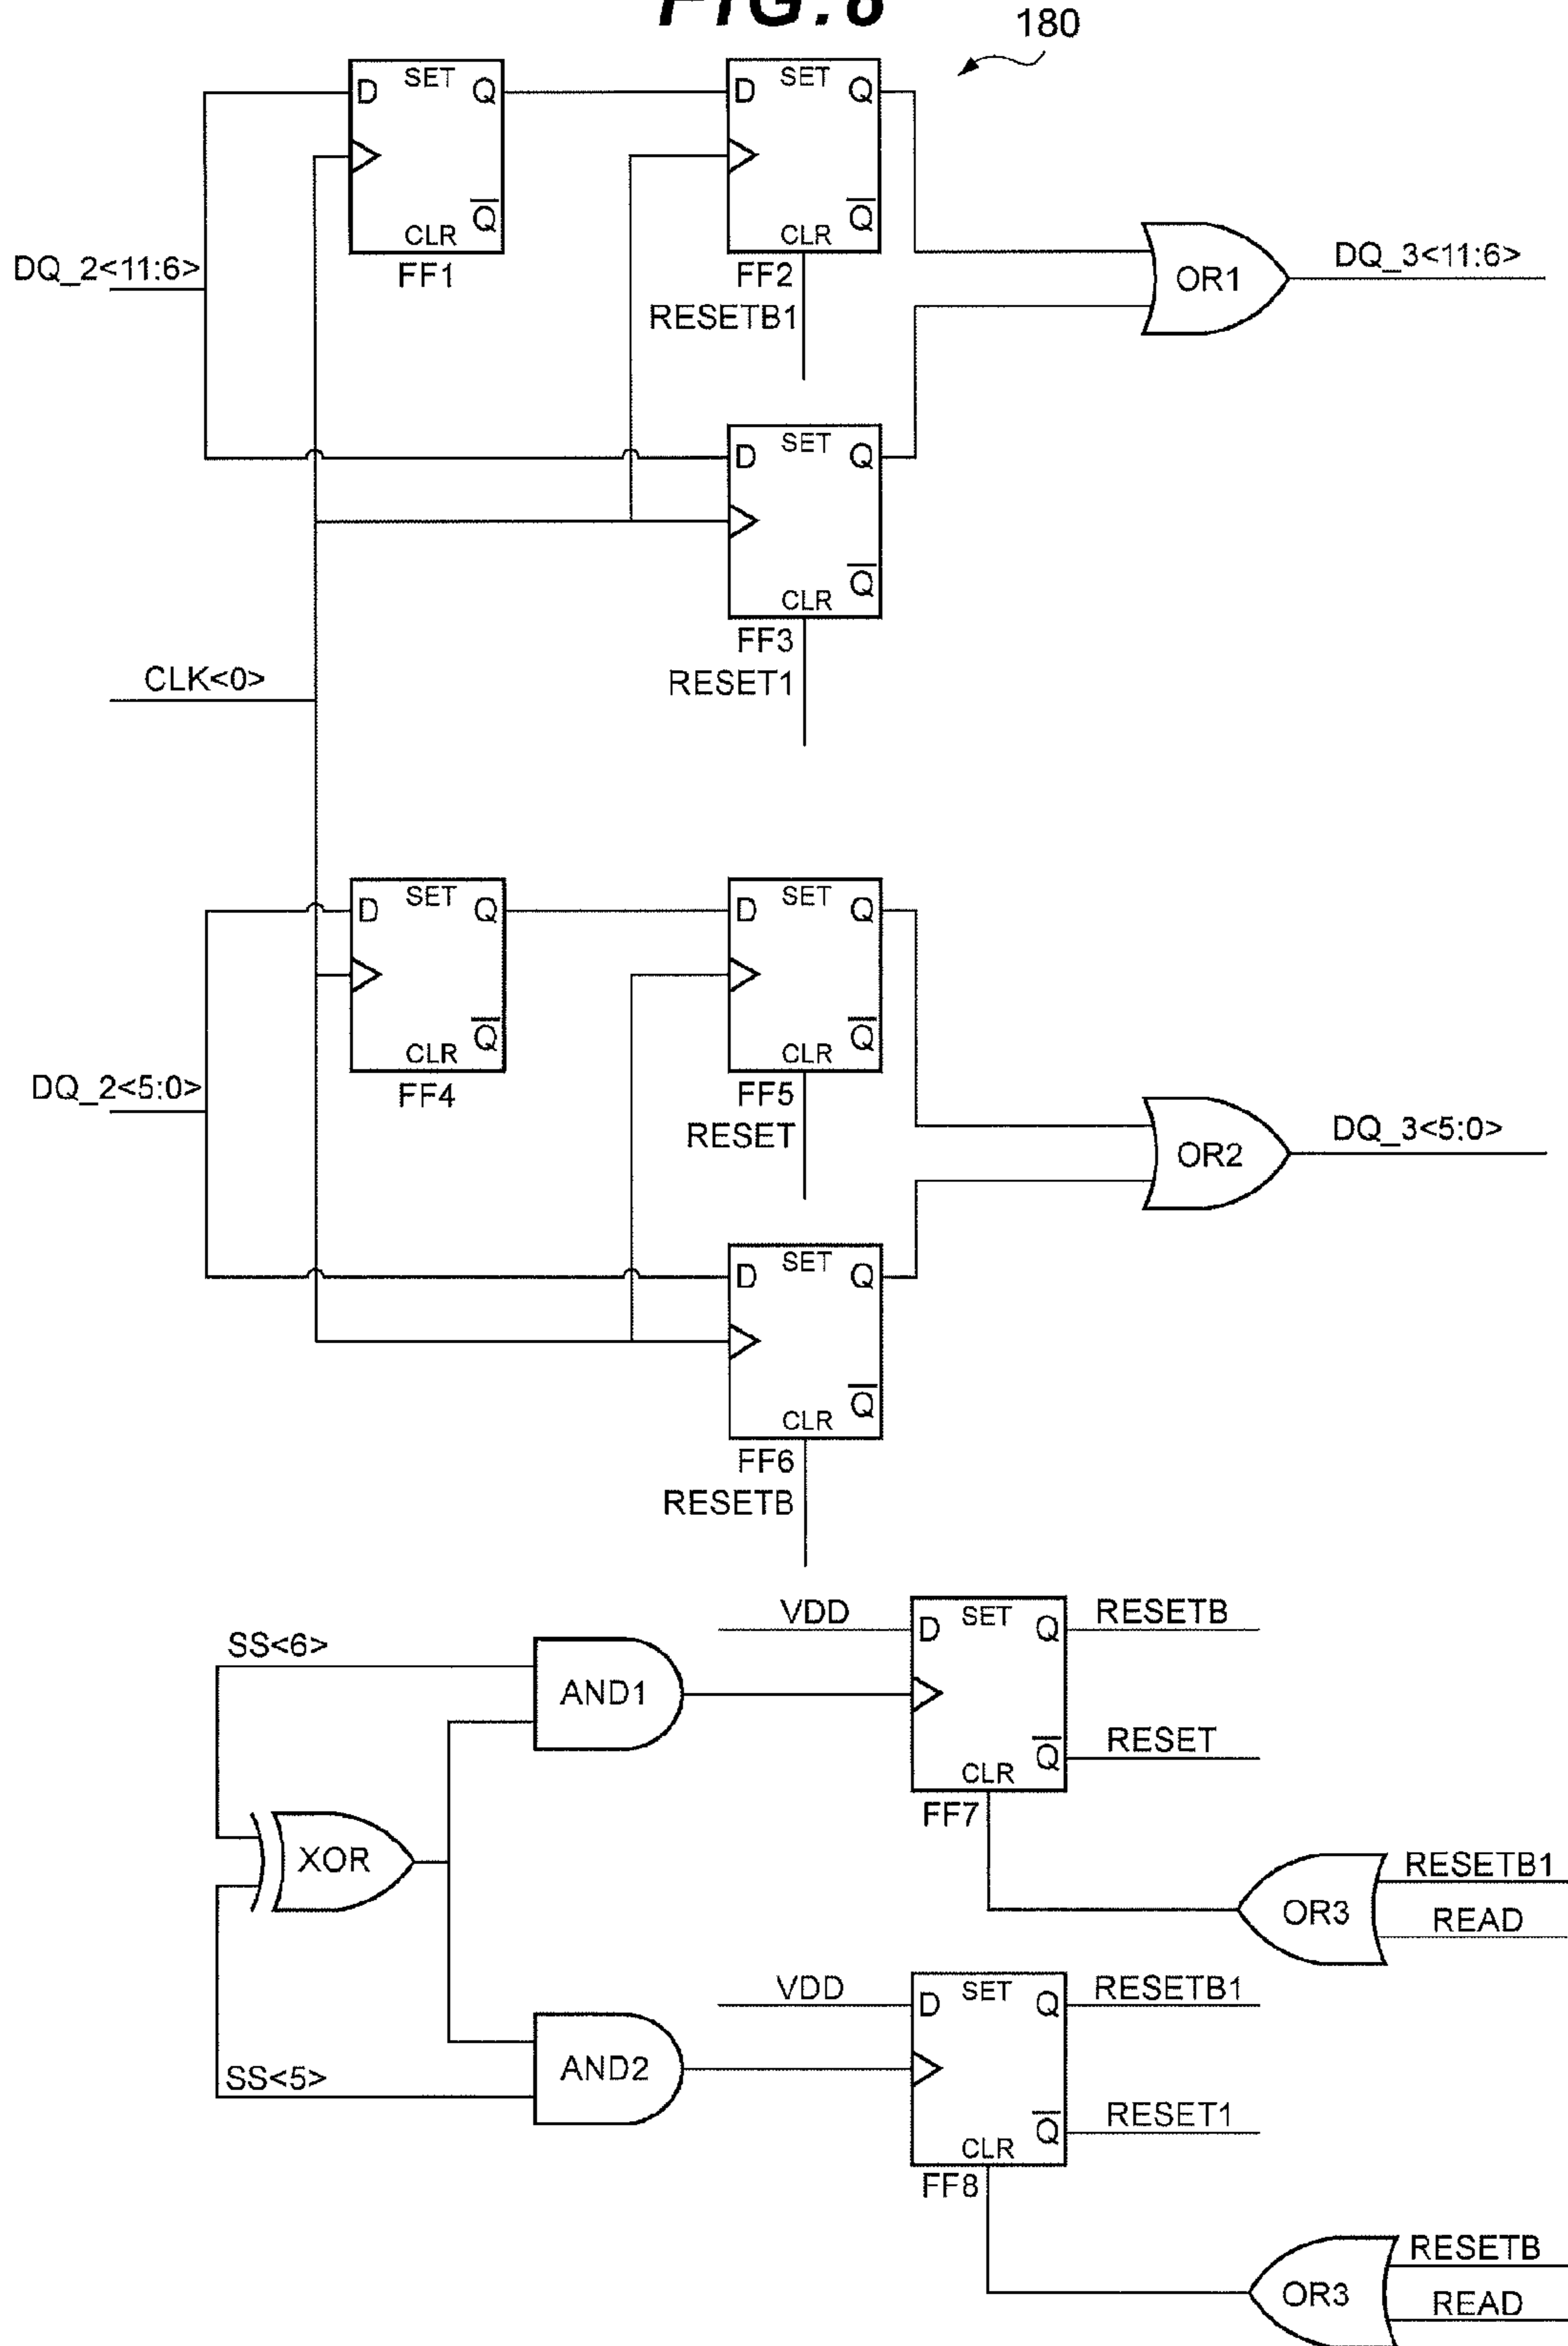 FIG. 8
180
D SET Q
Q
CLR
FF1
D SET Q
Q
CLR
FF2
RESETB1
DQ_2<11:6>
OR1
DQ_3<11:6>
D SET Q
Q
CLR
FF3
RESET1
CLK<0>
D SET Q
Q
CLR
FF4
D SET Q
Q
CLR
FF5
RESET
DQ_2<5:0>
OR2
DQ_3<5:0>
D SET Q
Q
CLR
FF6
RESETB
SS<6>
AND1
VDD
D SET Q
Q
CLR
FF7
RESETB
RESET
XOR
OR3
RESETB1
READ
SS<5>
AND2
VDD
D SET Q
Q
CLR
FF8
RESETB1
RESET1
OR3
RESETB
READ